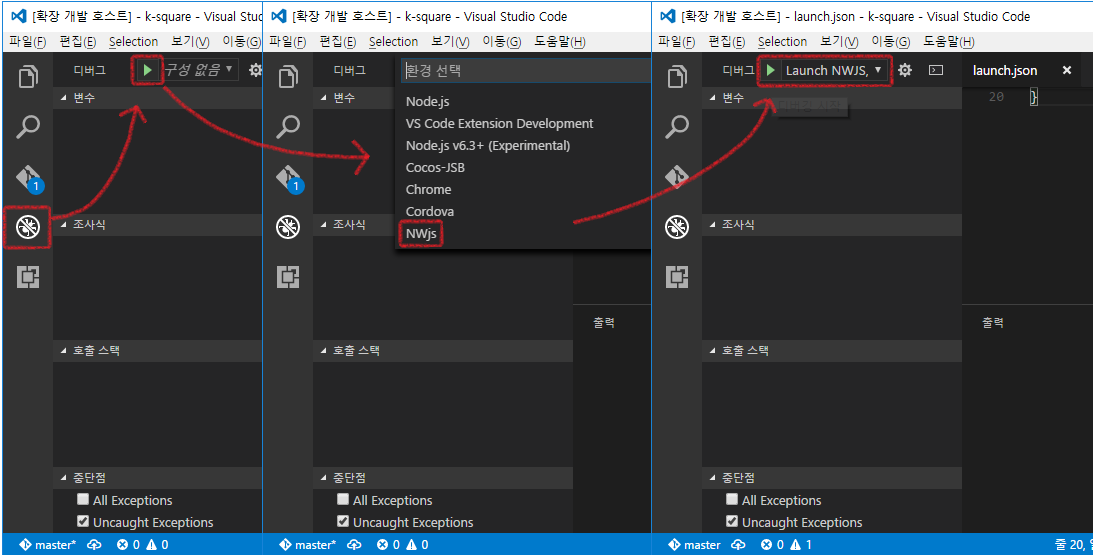 [확장 개발 호스트] - k-square - Visual Studio Code
파일(F) 편집(E) Selection 보기(V) 이동(G)
디버그 구성 없음
변수
1
조사식
호출 스택
중단점
All Exceptions
Uncaught Exceptions
master* 0 0
[확장 개발 호스트] - k-square - Visual Studio Code
파일(F) 편집(E) Selection 보기(V) 이동(G) 도움말(H)
디버그
환경 선택
Node.js
VS Code Extension Development
Node.js v6.3+ (Experimental)
Cocos-JSB
Chrome
Cordova
NWjs
변수
1
조사식
출력
호출 스택
중단점
All Exceptions
Uncaught Exceptions
master* 0 0
[확장 개발 호스트] - launch.json - k-square - Visual Studio Code
파일(F) 편집(E) Selection 보기(V) 이동(G) 도움말(H)
디버그 Launch NWJS, launch.json
변수
20 }
조사식
출력
호출 스택
중단점
All Exceptions
Uncaught Exceptions
master 0 1
줄 20,